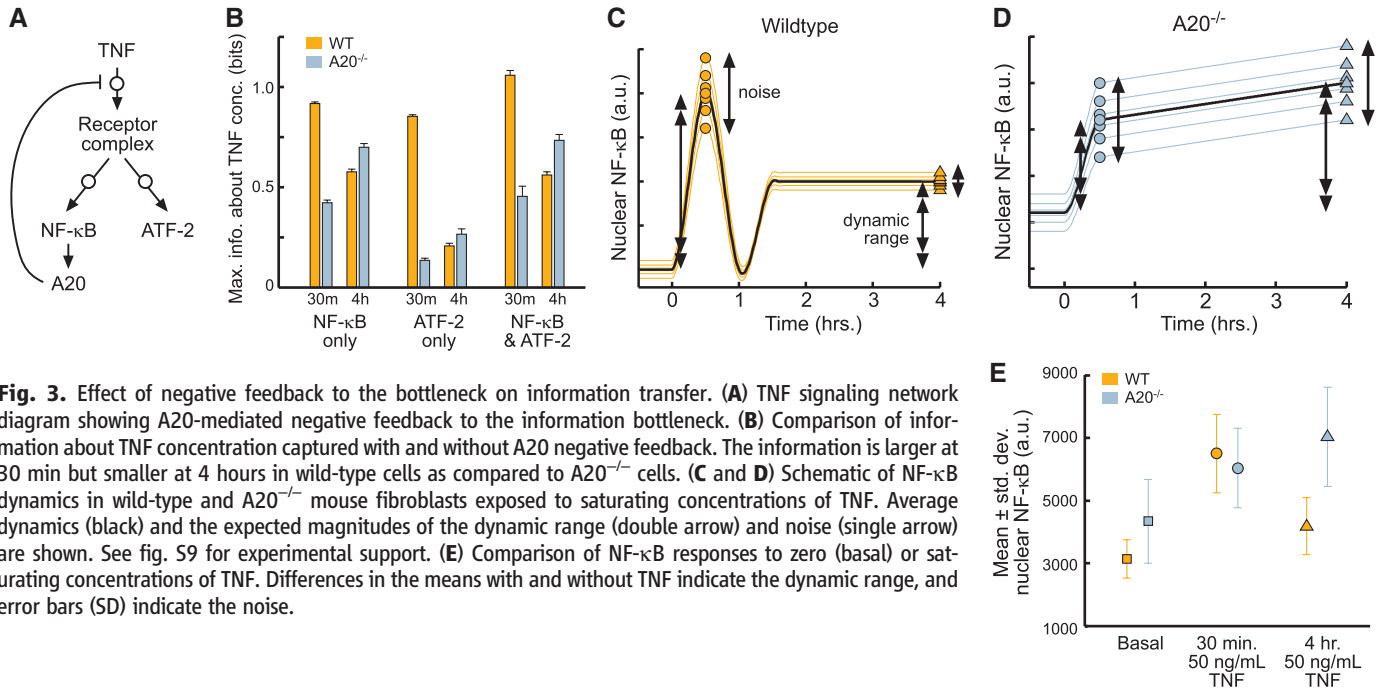 A
TNF
Receptor
complex
NF-κB
ATF-2
A20
B
Max. info. about TNF conc. (bits)
WT
A20-/-
1.0
0.5
0
30m 4h 30m 4h 30m 4h
NF-κB
only
ATF-2
only
NF-κB
& ATF-2
C
Wildtype
Nuclear NF-κB (a.u.)
noise
dynamic
range
0 1 2 3 4
Time (hrs.)
D
A20-/-
Nuclear NF-κB (a.u.)
0 2 4
Time (hrs.)
Fig. 3. Effect of negative feedback to the bottleneck on information transfer. (A) TNF signaling network
diagram showing A20-mediated negative feedback to the information bottleneck. (B) Comparison of infor-
mation about TNF concentration captured with and without A20 negative feedback. The information is larger at
30 min but smaller at 4 hours in wild-type cells as compared to A20−/− cells. (C and D) Schematic of NF-κB
dynamics in wild-type and A20−/− mouse fibroblasts exposed to saturating concentrations of TNF. Average
dynamics (black) and the expected magnitudes of the dynamic range (double arrow) and noise (single arrow)
are shown. See fig. S9 for experimental support. (E) Comparison of NF-κB responses to zero (basal) or sat-
urating concentrations of TNF. Differences in the means with and without TNF indicate the dynamic range, and
error bars (SD) indicate the noise.
E
Mean ± std. dev.
nuclear NF-κB (a.u.)
WT
A20-/-
9000
7000
5000
3000
1000
Basal
30 min.
50 ng/mL
TNF
4 hr.
50 ng/mL
TNF